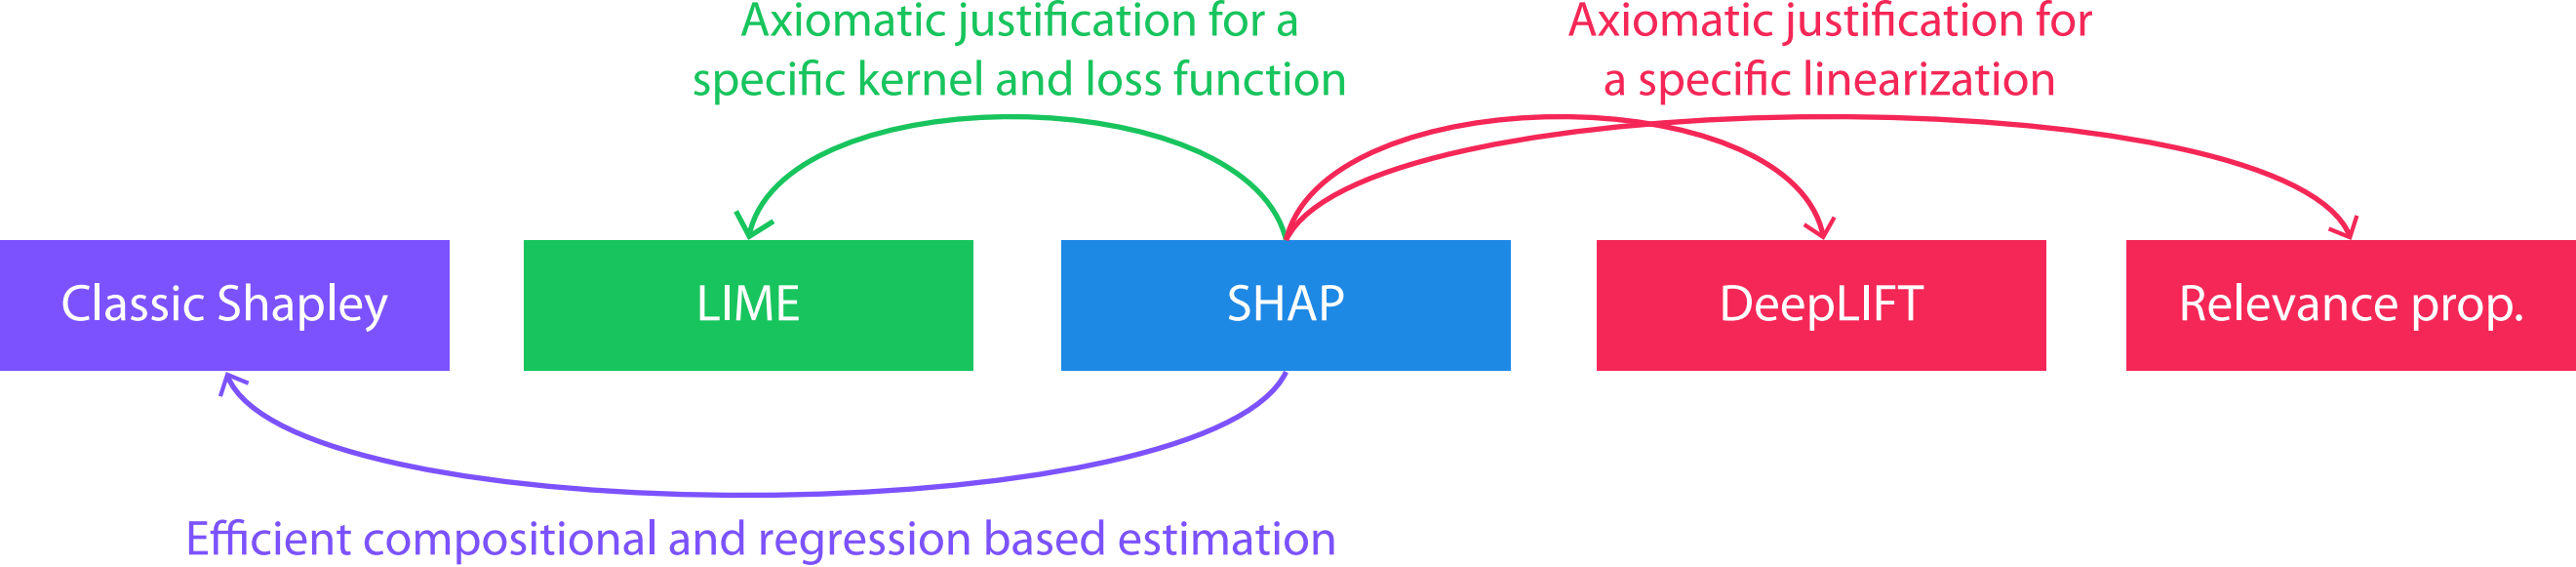 Axiomatic justification for a
specific kernel and loss function
Axiomatic justification for
a specific linearization
Classic Shapley
LIME
SHAP
DeepLIFT
Relevance prop.
Efficient compositional and regression based estimation